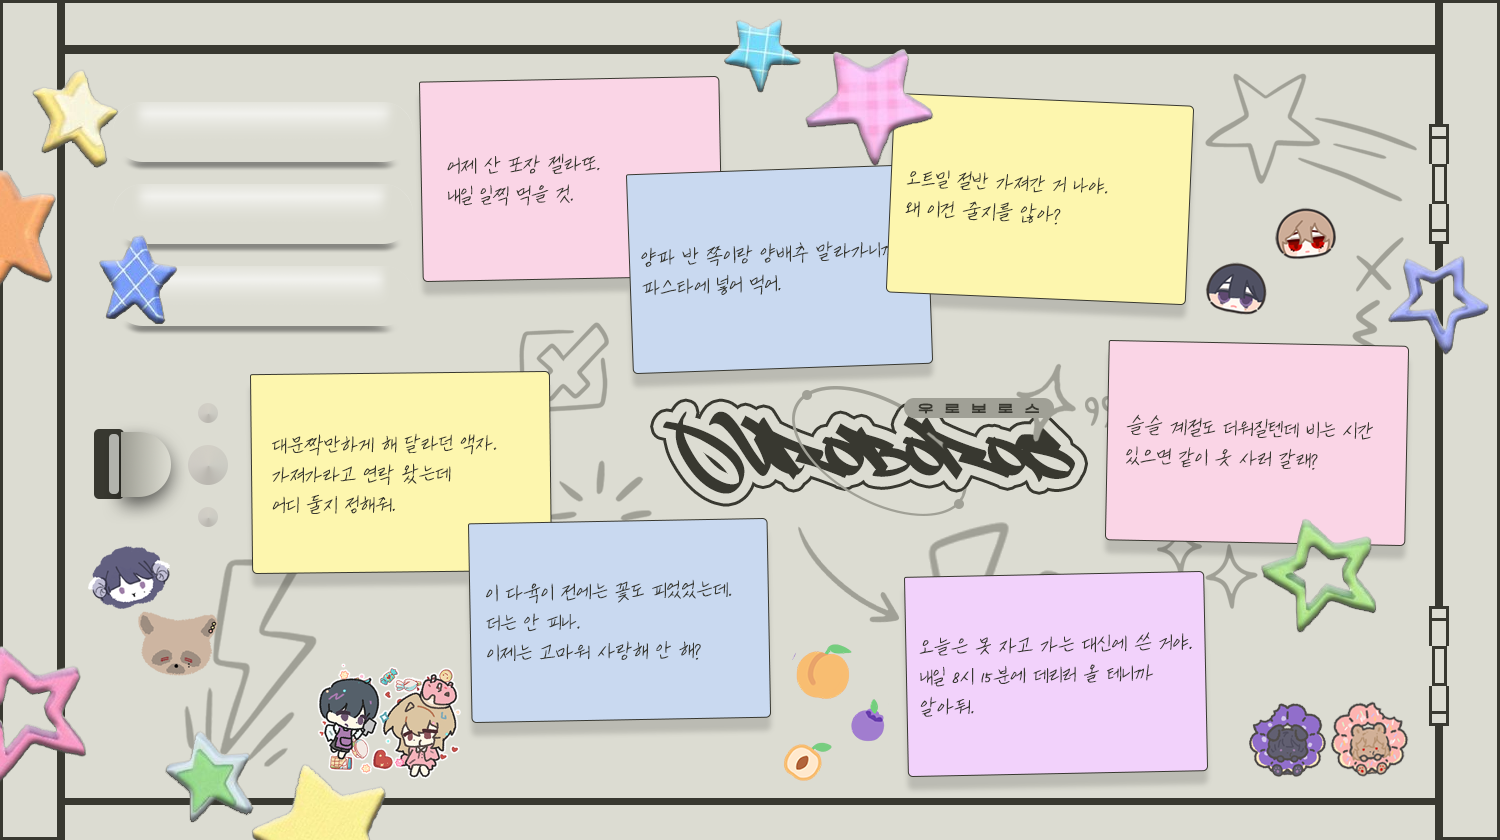 어제 산 포장 젤라또.
내일 일찍 먹을 것.
양파 반 쪽이랑 양배추 말라가니까
파스타에 넣어 먹어.
오트밀 절반 가져간 거 나야.
왜 이건 줄지를 않아?
대문짝만하게 해 달라던 액자.
가져가라고 연락 왔는데
어디 둘지 정해줘.
우로보로스
OUROBOROS
슬슬 계절도 더워질텐데 비는 시간
있으면 같이 옷 사러 갈래?
이 다육이 전에는 꽃도 피었었는데.
더는 안 피나.
이제는 고마워 사랑해 안 해?
오늘은 못 자고 가는 대신에 쓴 거야.
내일 8시 15분에 데리러 올 테니까
알아둬.